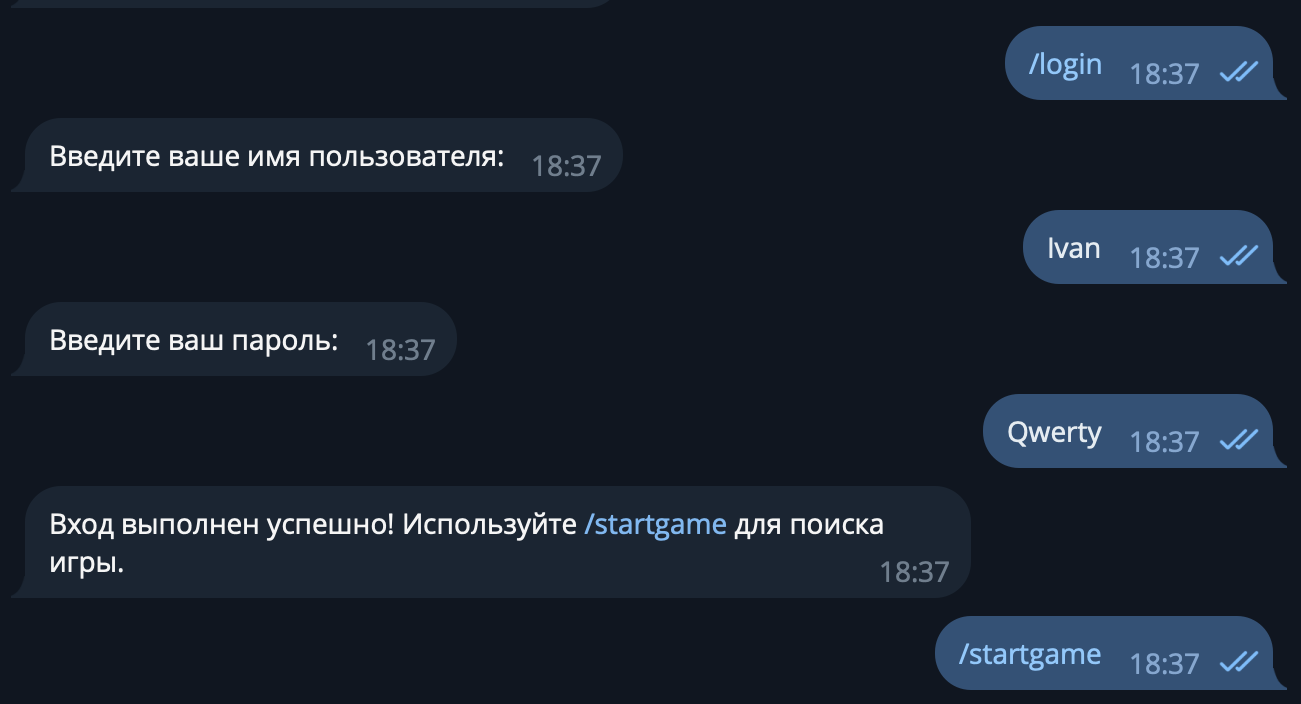 /login 18:37
Введите ваше имя пользователя: 18:37
Ivan 18:37
Введите ваш пароль: 18:37
Qwerty 18:37
Вход выполнен успешно! Используйте /startgame для поиска
игры. 18:37
/startgame 18:37